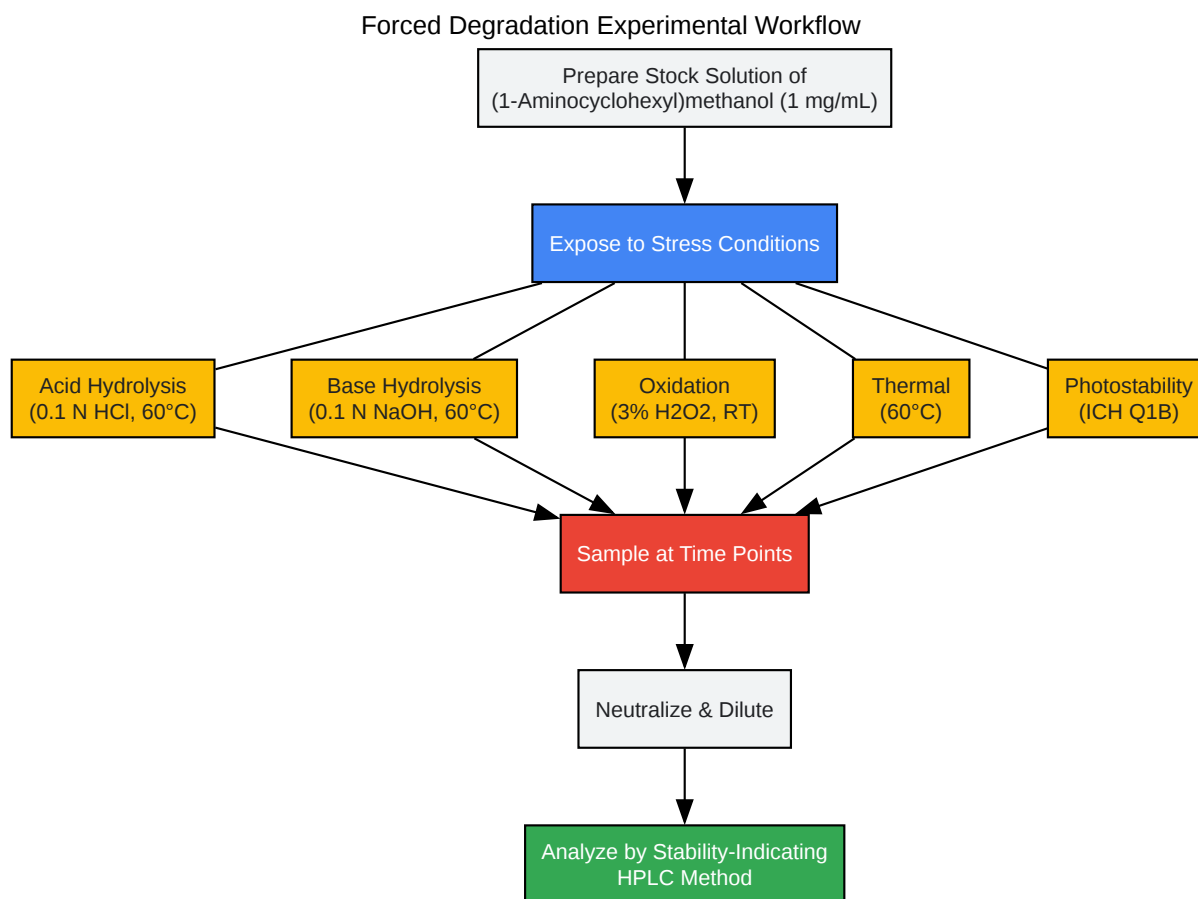 Forced Degradation Experimental Workflow
Prepare Stock Solution of
(1-Aminocyclohexyl)methanol (1 mg/mL)
Expose to Stress Conditions
Acid Hydrolysis
(0.1 N HCl, 60°C)
Base Hydrolysis
(0.1 N NaOH, 60°C)
Oxidation
(3% H2O2, RT)
Thermal
(60°C)
Photostability
(ICH Q1B)
Sample at Time Points
Neutralize & Dilute
Analyze by Stability-Indicating
HPLC Method